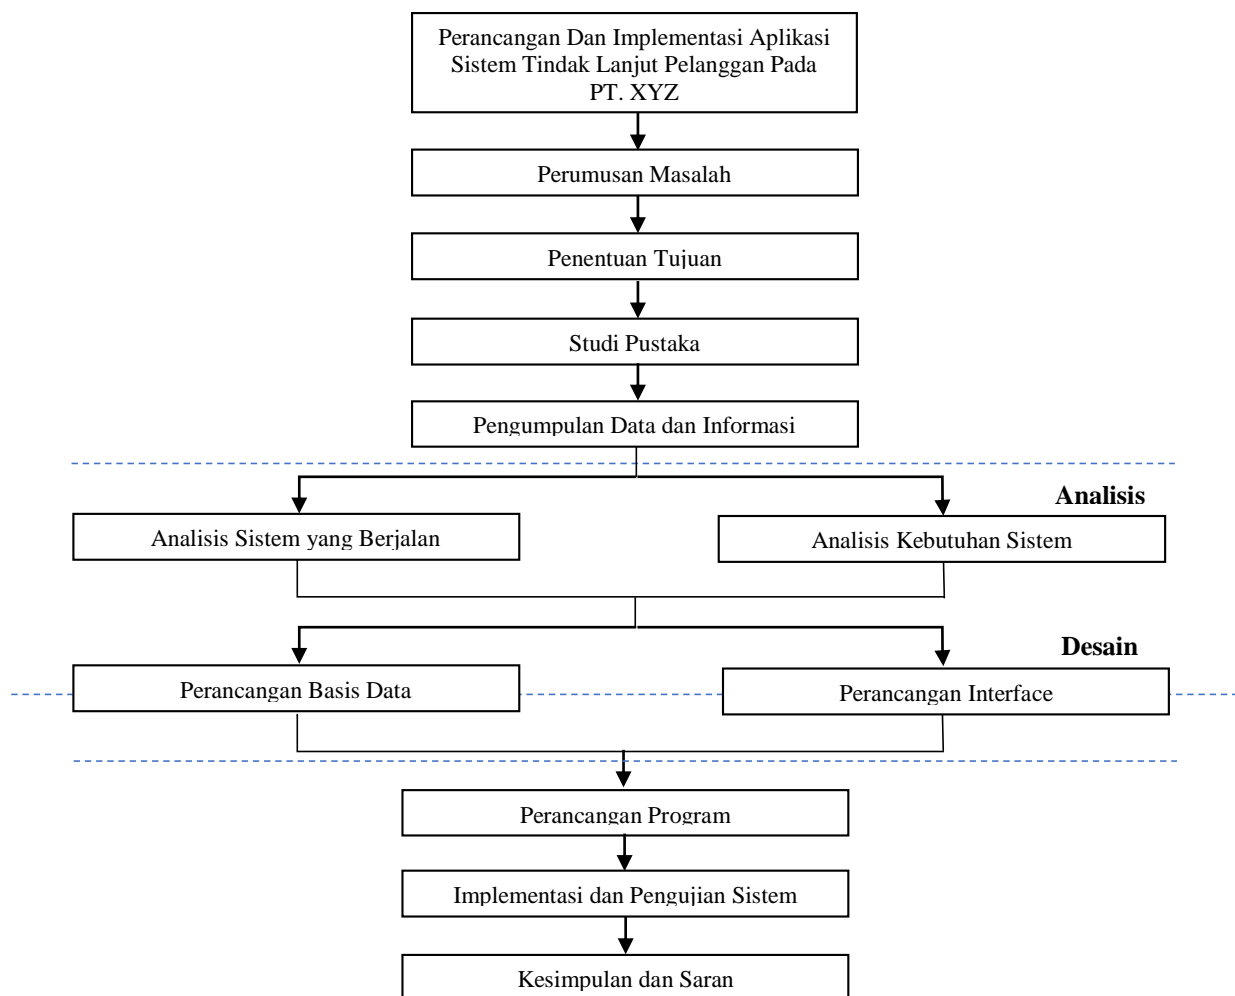 Perancangan Dan Implementasi Aplikasi
Sistem Tindak Lanjut Pelanggan Pada
PT. XYZ
Perumusan Masalah
Penentuan Tujuan
Studi Pustaka
Pengumpulan Data dan Informasi
Analisis
Analisis Sistem yang Berjalan
Analisis Kebutuhan Sistem
Desain
Perancangan Basis Data
Perancangan Interface
Perancangan Program
Implementasi dan Pengujian Sistem
Kesimpulan dan Saran